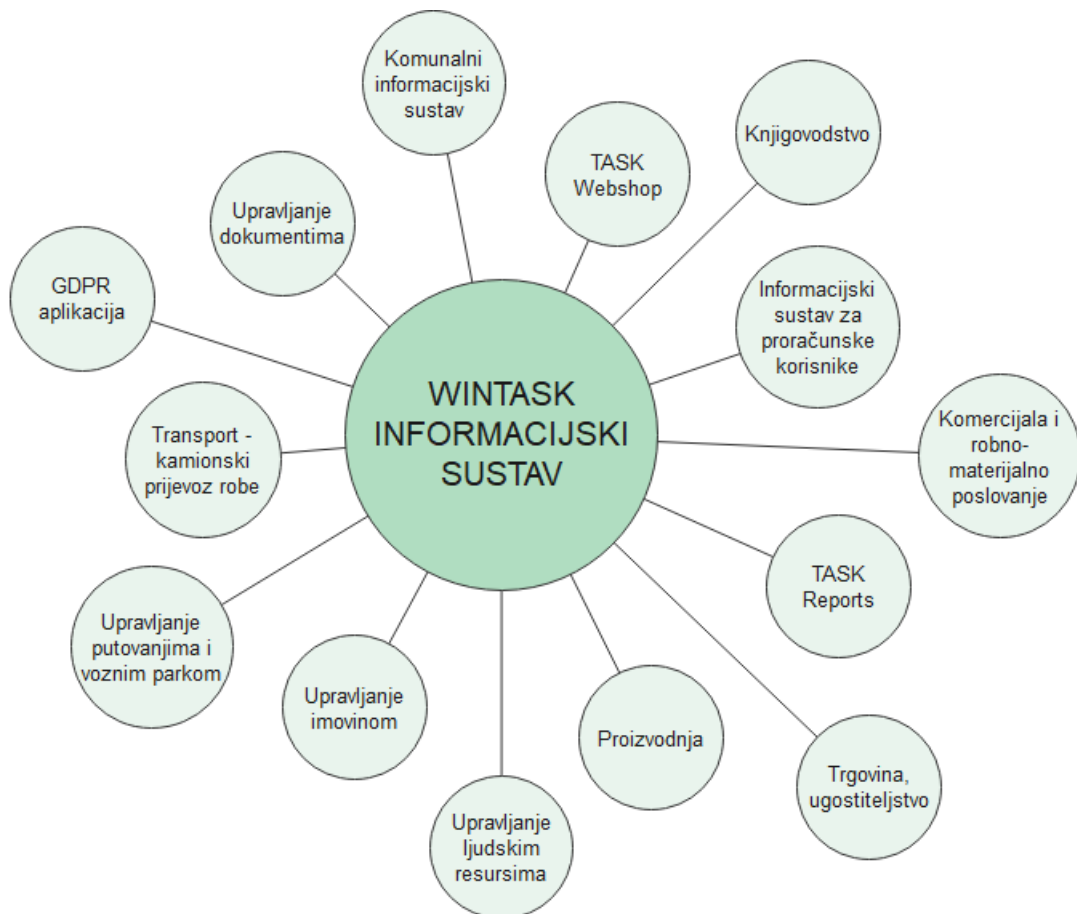 Komunalni
informacijski
sustav
TASK
Webshop
Knjigovodstvo
Upravljanje
dokumentima
GDPR
aplikacija
Informacijski
sustav za
proračunske
korisnike
WINTASK
INFORMACIJSKI
SUSTAV
Transport -
kamionski
prijevoz robe
Komercijala i
robno-
materijalno
poslovanje
TASK
Reports
Upravljanje
putovanjima i
voznim parkom
Upravljanje
imovinom
Proizvodnja
Trgovina,
ugostiteljstvo
Upravljanje
ljudskim
resursima